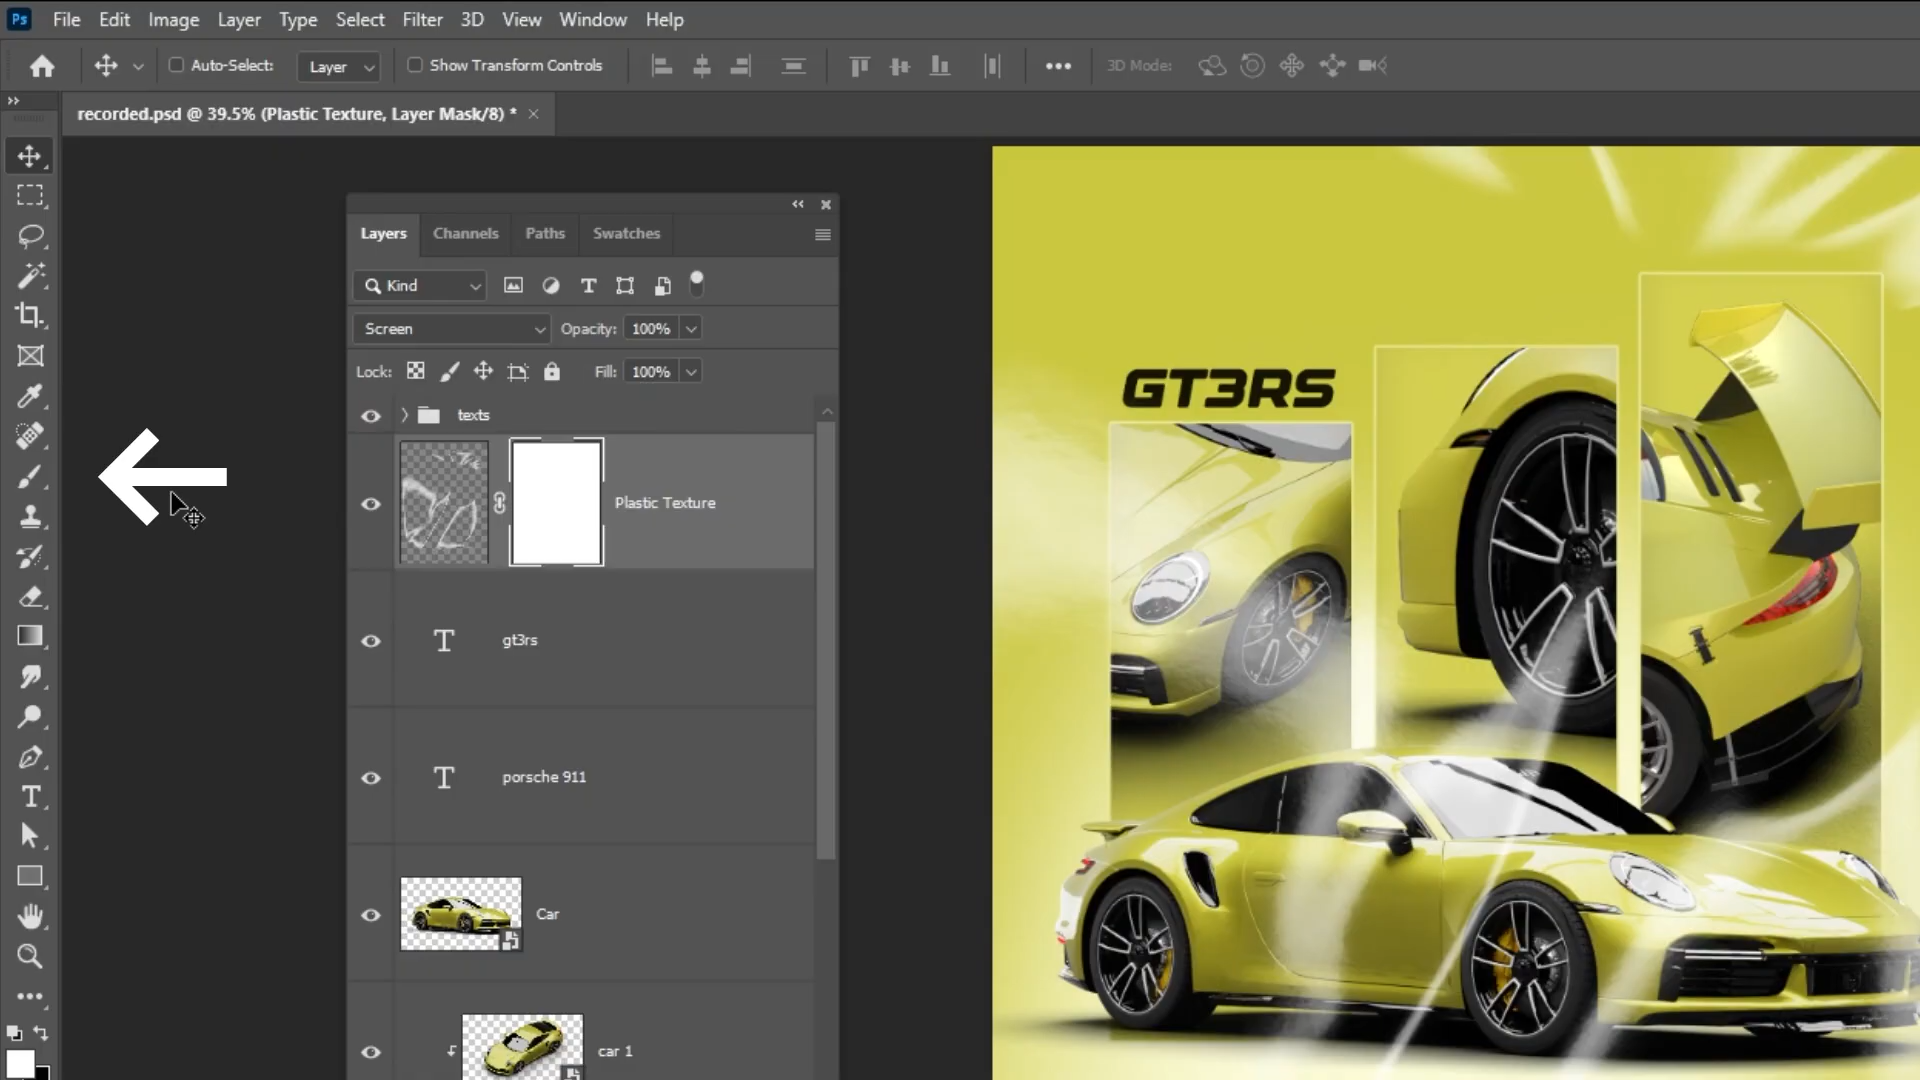 Ps File Edit Image Layer Type Select Filter 3D View Window Help
Auto-Select: Layer Show Transform Controls 3D Mode:
recorded.psd @ 39.5% (Plastic Texture, Layer Mask/8) *
Layers Channels Paths Swatches
Kind
Screen Opacity: 100%
Lock: Fill: 100%
texts
Plastic Texture
gt3rs
porsche 911
Car
car 1
GT3RS